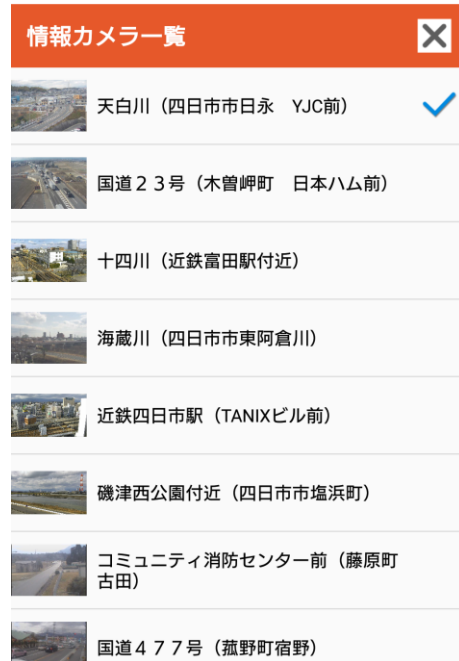 情報カメラ一覧
天白川（四日市市日永　YJC前）
国道２３号（木曽岬町　日本ハム前）
十四川（近鉄富田駅付近）
海蔵川（四日市市東阿倉川）
近鉄四日市駅（TANIXビル前）
磯津西公園付近（四日市市塩浜町）
コミュニティ消防センター前（藤原町
古田）
国道４７７号（菰野町宿野）